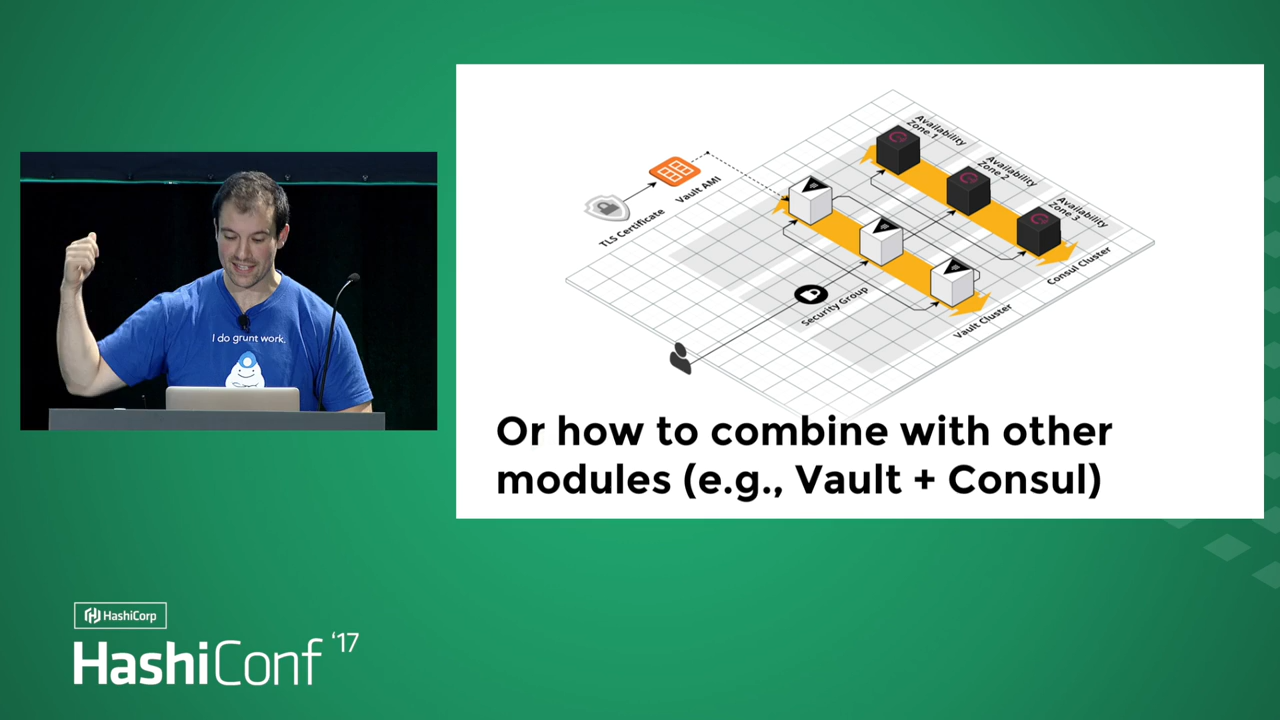 I do grunt work.
Availability
Zone 1
Availability
Zone 2
Availability
Zone 3
Vault AMI
TLS Certificate
Consul Cluster
Security Group
Vault Cluster
Or how to combine with other
modules (e.g., Vault + Consul)
HashiCorp
HashiConf '17